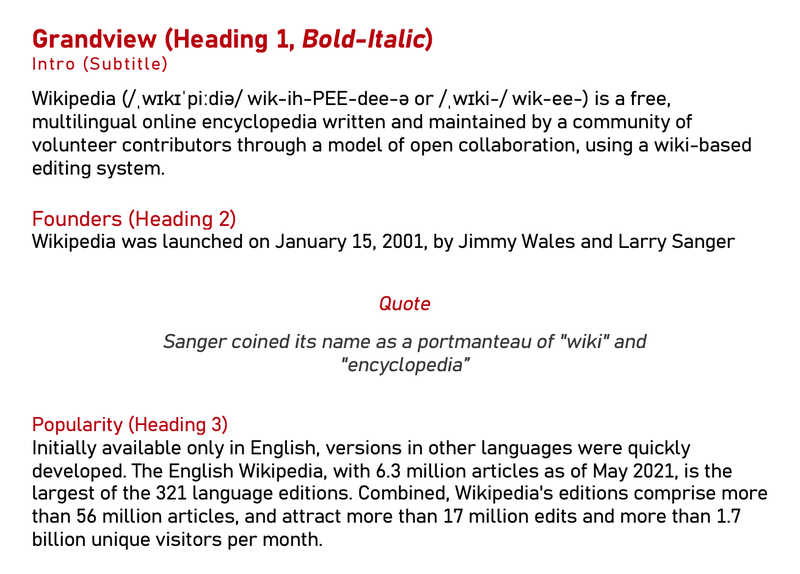 Grandview (Heading 1, Bold-Italic)
Intro (Subtitle)
Wikipedia (/ˌwɪkɪˈpiːdiə/ wik-ih-PEE-dee-ə or /ˌwɪki-/ wik-ee-) is a free,
multilingual online encyclopedia written and maintained by a community of
volunteer contributors through a model of open collaboration, using a wiki-based
editing system.
Founders (Heading 2)
Wikipedia was launched on January 15, 2001, by Jimmy Wales and Larry Sanger
Quote
Sanger coined its name as a portmanteau of "wiki" and
"encyclopedia”
Popularity (Heading 3)
Initially available only in English, versions in other languages were quickly
developed. The English Wikipedia, with 6.3 million articles as of May 2021, is the
largest of the 321 language editions. Combined, Wikipedia's editions comprise more
than 56 million articles, and attract more than 17 million edits and more than 1.7
billion unique visitors per month.